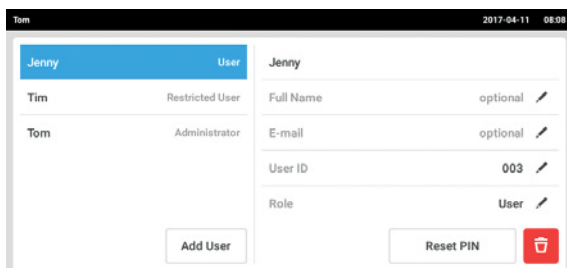 Tom 2017-04-11 08:08
Jenny User
Tim Restricted User
Tom Administrator
Add User
Jenny
Full Name optional
E-mail optional
User ID 003
Role User
Reset PIN